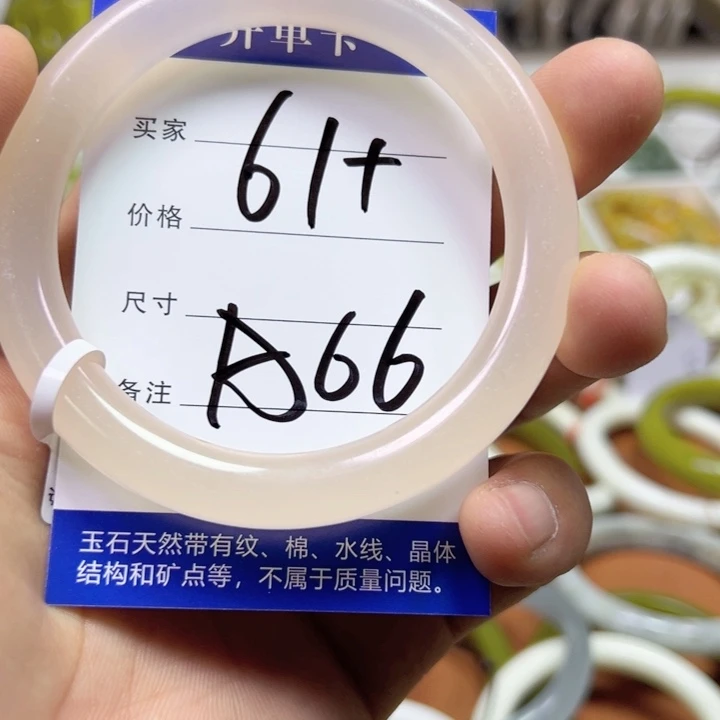 开单卡
买家
61+
价格
尺寸
A66
备注
玉石天然带有纹、棉、水线、晶体
结构和矿点等，不属于质量问题。